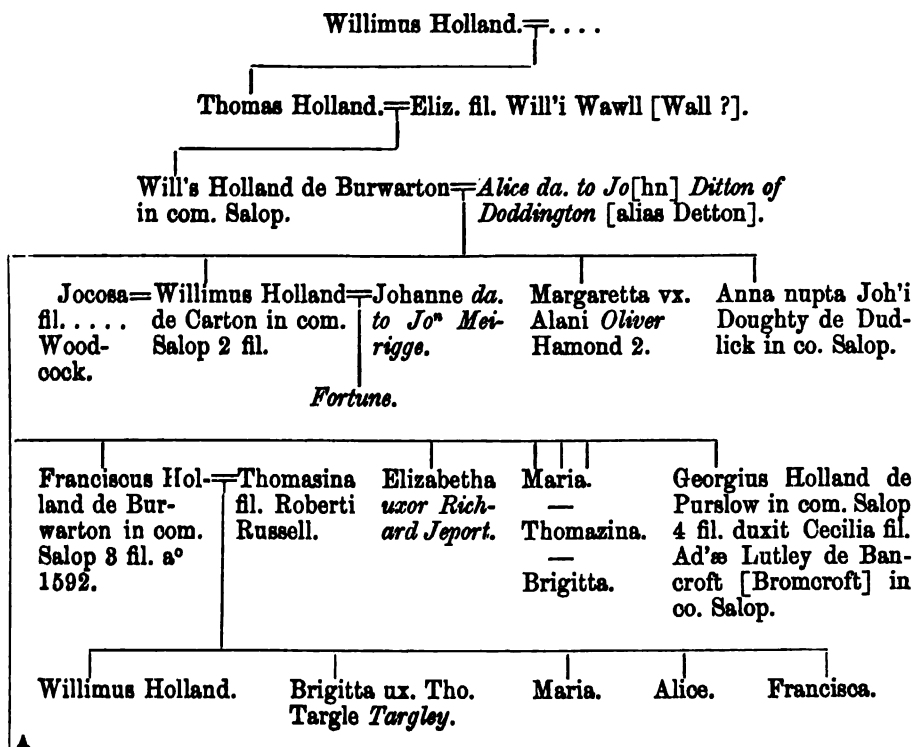 Willimus Holland.=. . . .
Thomas Holland.=Eliz. fil. Will'i Wawll [Wall ?].
Will's Holland de Burwarton=Alice da. to Jo[hn] Ditton of
in com. Salop. Doddington [alias Detton].
Jocosa=Willimus Holland=Johanne da. Margaretta vx. Anna nupta Joh'i
fil. . . . . de Carton in com. to Joⁿ Mei- Alani Oliver Doughty de Dud-
Wood- Salop 2 fil. rigge. Hamond 2. lick in co. Salop.
cock.
Fortune.
Franciscus Hol-=Thomasina Elizabetha Maria. Georgius Holland de
land de Bur- fil. Roberti uxor Rich- — Purslow in com. Salop
warton in com. Russell. ard Jeport. Thomazina. 4 fil. duxit Cecilia fil.
Salop 3 fil. aº — Ad'æ Lutley de Ban-
1592. Brigitta. croft [Bromcroft] in
co. Salop.
Willimus Holland. Brigitta ux. Tho. Maria. Alice. Francisca.
Targle Targley.
A